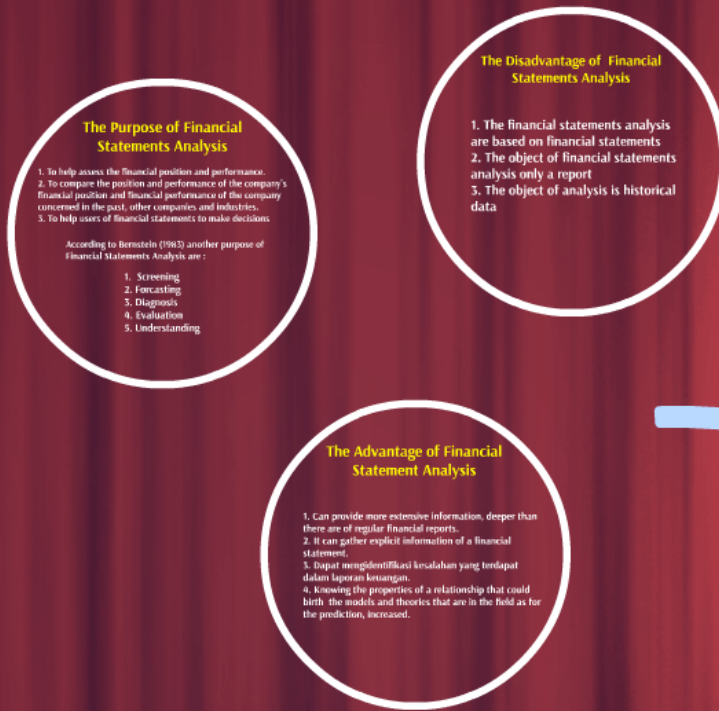 The Purpose of Financial
Statements Analysis
1. To help assess the financial position and performance.
2. To compare the position and performance of the company's
financial position and financial performance of the company
concerned in the past, other companies and industries.
3. To help users of financial statements to make decisions
According to Bernstein (1983) another purpose of
Financial Statements Analysis are :
1. Screening
2. Forcasting
3. Diagnosis
4. Evaluation
5. Understanding
The Disadvantage of Financial
Statements Analysis
1. The financial statements analysis
are based on financial statements
2. The object of financial statements
analysis only a report
3. The object of analysis is historical
data
The Advantage of Financial
Statement Analysis
1. Can provide more extensive information, deeper than
there are of regular financial reports.
2. It can gather explicit information of a financial
statement.
3. Dapat mengidentifikasi kesalahan yang terdapat
dalam laporan keuangan.
4. Knowing the properties of a relationship that could
birth the models and theories that are in the field as for
the prediction, increased.